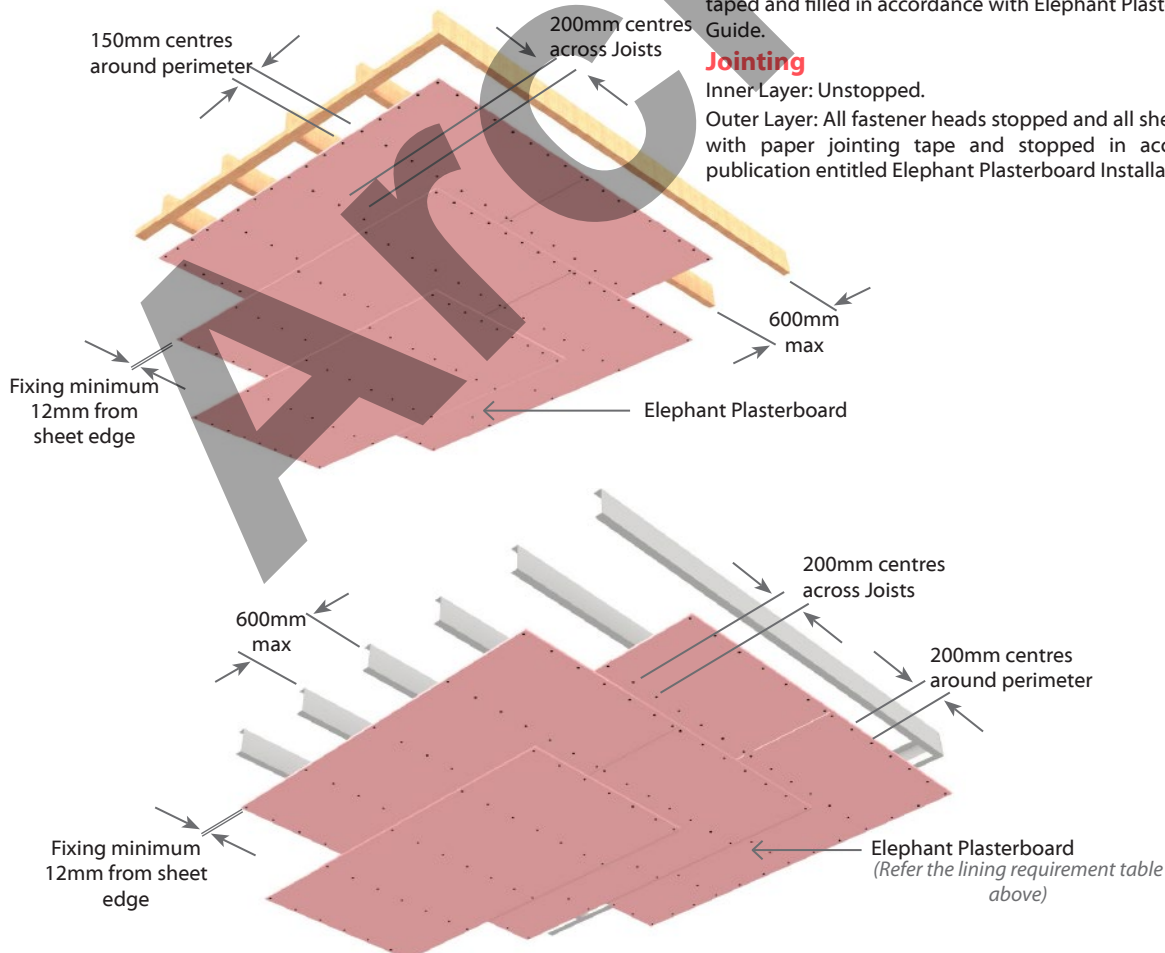 taped and filled in accordance with Elephant Plaste
Guide.
Jointing
Inner Layer: Unstopped.
Outer Layer: All fastener heads stopped and all she
with paper jointing tape and stopped in acc
publication entitled Elephant Plasterboard Installa
150mm centres
around perimeter
200mm centres
across Joists
600mm
max
Fixing minimum
12mm from
sheet edge
Elephant Plasterboard
200mm centres
across Joists
600mm
max
200mm centres
around perimeter
Fixing minimum
12mm from sheet
edge
Elephant Plasterboard
(Refer the lining requirement table
above)